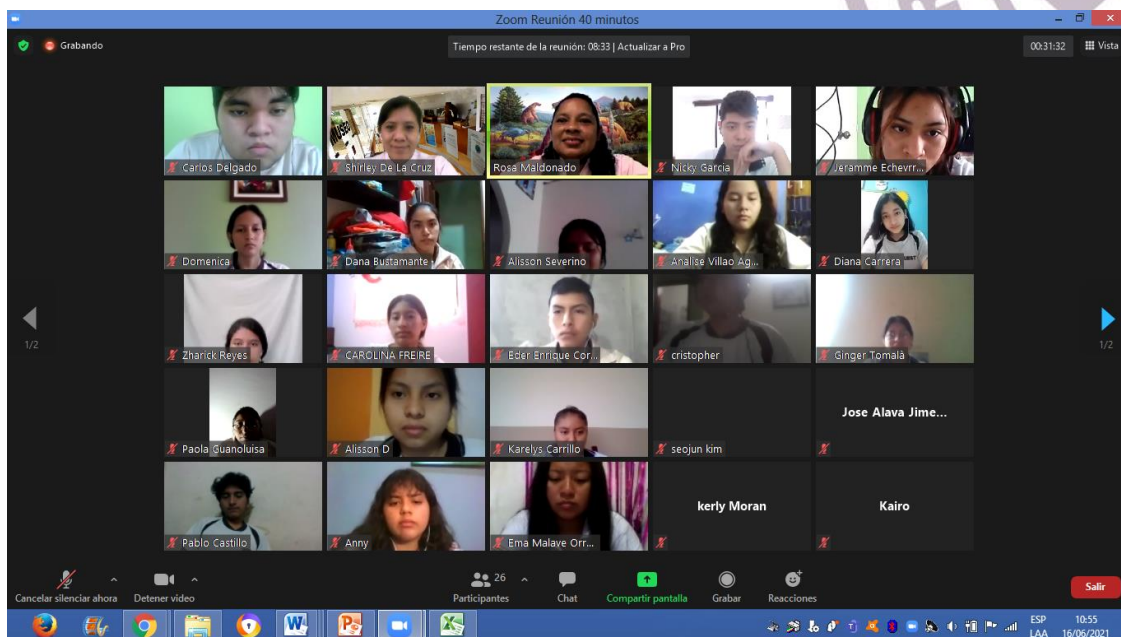 Zoom Reunión 40 minutos
Grabando
Tiempo restante de la reunión: 08:33 | Actualizar a Pro
00:31:32
Vista
Carlos Delgado
Shirley De La Cruz
Rosa Maldonado
Nicky Garcia
Jeramme Echevrr...
Domenica
Dana Bustamante
Alisson Severino
Analise Villao Ag...
Diana Carrera
Zharick Reyes
CAROLINA FREIRE
Eder Enrique Cor...
cristopher
Ginger Tomalá
1/2
1/2
Paola Guanoluisa
Alisson D
Karelys Carrillo
seojun kim
Jose Alava Jime...
Pablo Castillo
Anny
Ema Malave Orr...
kerly Moran
Kairo
Cancelar silenciar ahora
Detener video
26
Participantes
Chat
Compartir pantalla
Grabar
Reacciones
Salir
ESP
LAA
10:55
16/06/2021